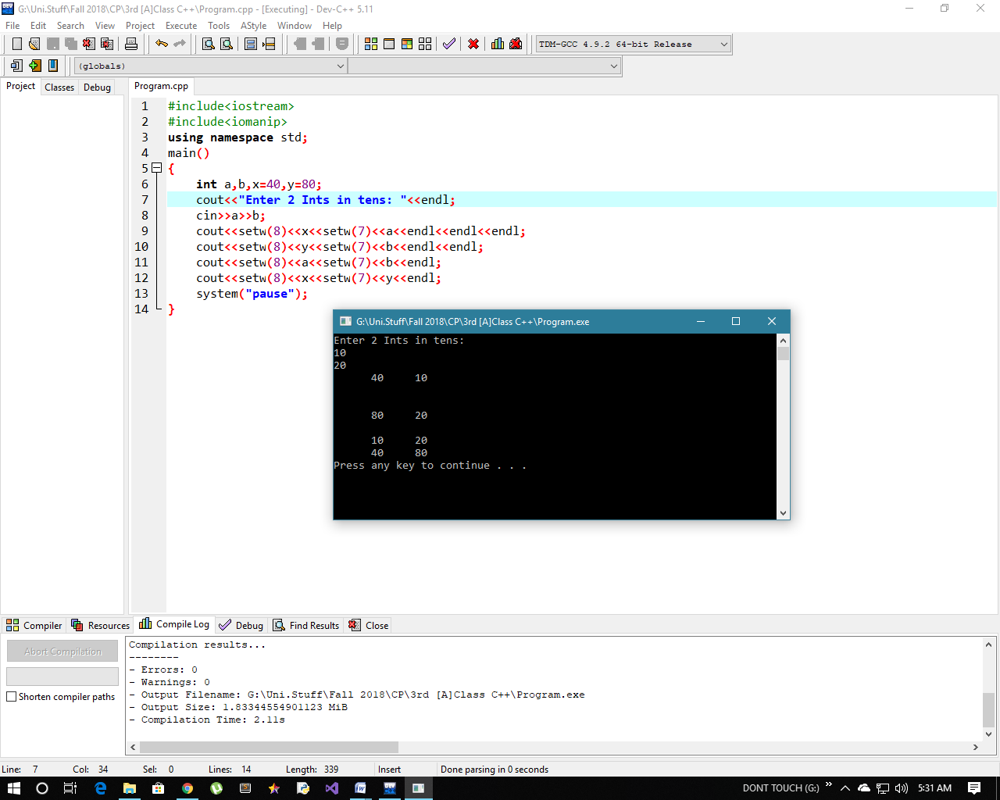 G:\Uni.Stuff\Fall 2018\CP\3rd [A]Class C++\Program.cpp - [Executing] - Dev-C++ 5.11
File Edit Search View Project Execute Tools AStyle Window Help
TDM-GCC 4.9.2 64-bit Release
(globals)
Project Classes Debug
Program.cpp
1 #include<iostream>
2 #include<iomanip>
3 using namespace std;
4 main()
5 {
6 int a,b,x=40,y=80;
7 cout<<"Enter 2 Ints in tens: "<<endl;
8 cin>>a>>b;
9 cout<<setw(8)<<x<<setw(7)<<a<<endl<<endl<<endl;
10 cout<<setw(8)<<y<<setw(7)<<b<<endl<<endl;
11 cout<<setw(8)<<a<<setw(7)<<b<<endl;
12 cout<<setw(8)<<x<<setw(7)<<y<<endl;
13 system("pause");
14 }
G:\Uni.Stuff\Fall 2018\CP\3rd [A]Class C++\Program.exe
Enter 2 Ints in tens:
10
20
40 10
80 20
10 20
40 80
Press any key to continue . . .
Compiler Resources Compile Log Debug Find Results Close
Abort Compilation
Shorten compiler paths
Compilation results...
--------
- Errors: 0
- Warnings: 0
- Output Filename: G:\Uni.Stuff\Fall 2018\CP\3rd [A]Class C++\Program.exe
- Output Size: 1.83344554901123 MiB
- Compilation Time: 2.11s
Line: 7 Col: 34 Sel: 0 Lines: 14 Length: 339 Insert Done parsing in 0 seconds
DONT TOUCH (G:) 5:31 AM